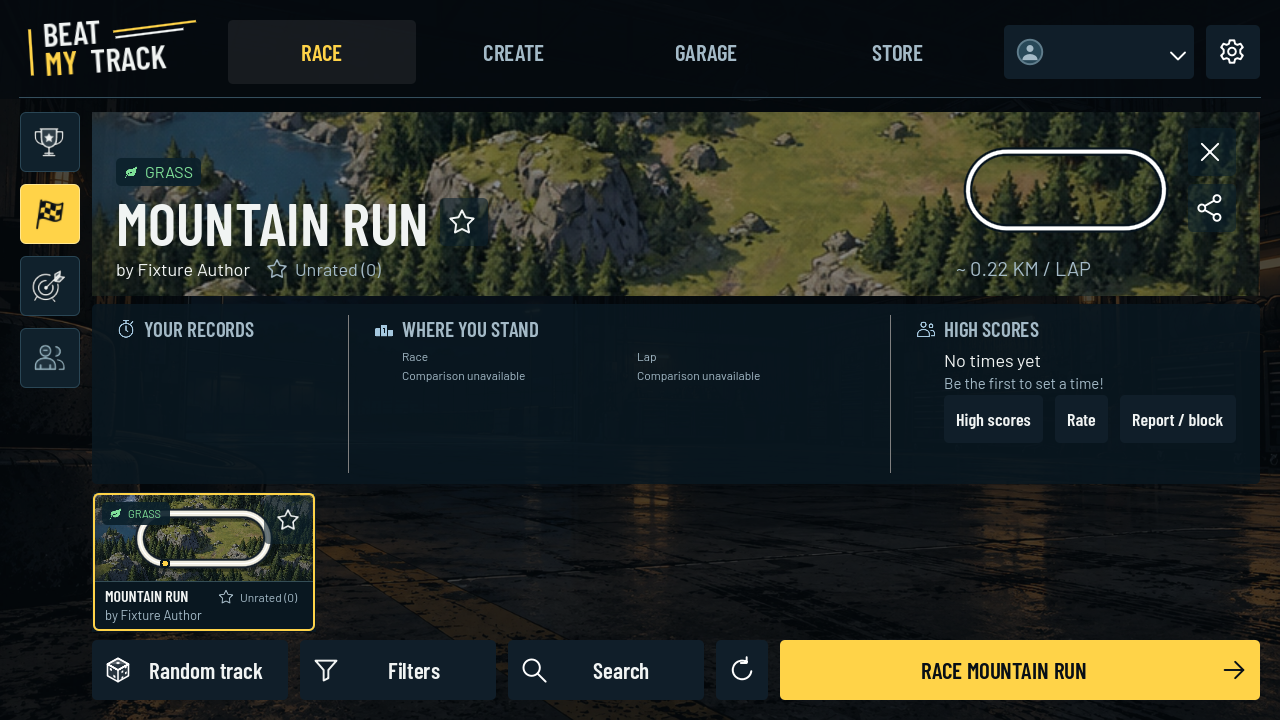 BEAT
MY TRACK
RACE
CREATE
GARAGE
STORE
GRASS
MOUNTAIN RUN
by Fixture Author
Unrated (0)
~ 0.22 KM / LAP
YOUR RECORDS
WHERE YOU STAND
Race
Comparison unavailable
Lap
Comparison unavailable
HIGH SCORES
No times yet
Be the first to set a time!
High scores
Rate
Report / block
GRASS
MOUNTAIN RUN
Unrated (0)
by Fixture Author
Random track
Filters
Search
RACE MOUNTAIN RUN